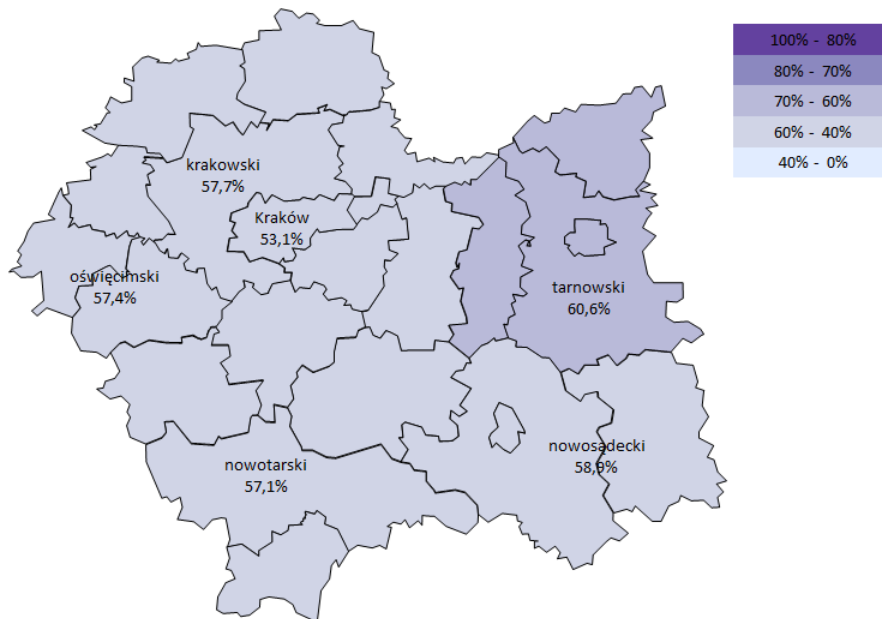 100% - 80%
80% - 70%
70% - 60%
60% - 40%
40% - 0%
krakowski
57,7%
Kraków
53,1%
oświęcimski
57,4%
tarnowski
60,6%
nowosądecki
58,9%
nowotarski
57,1%